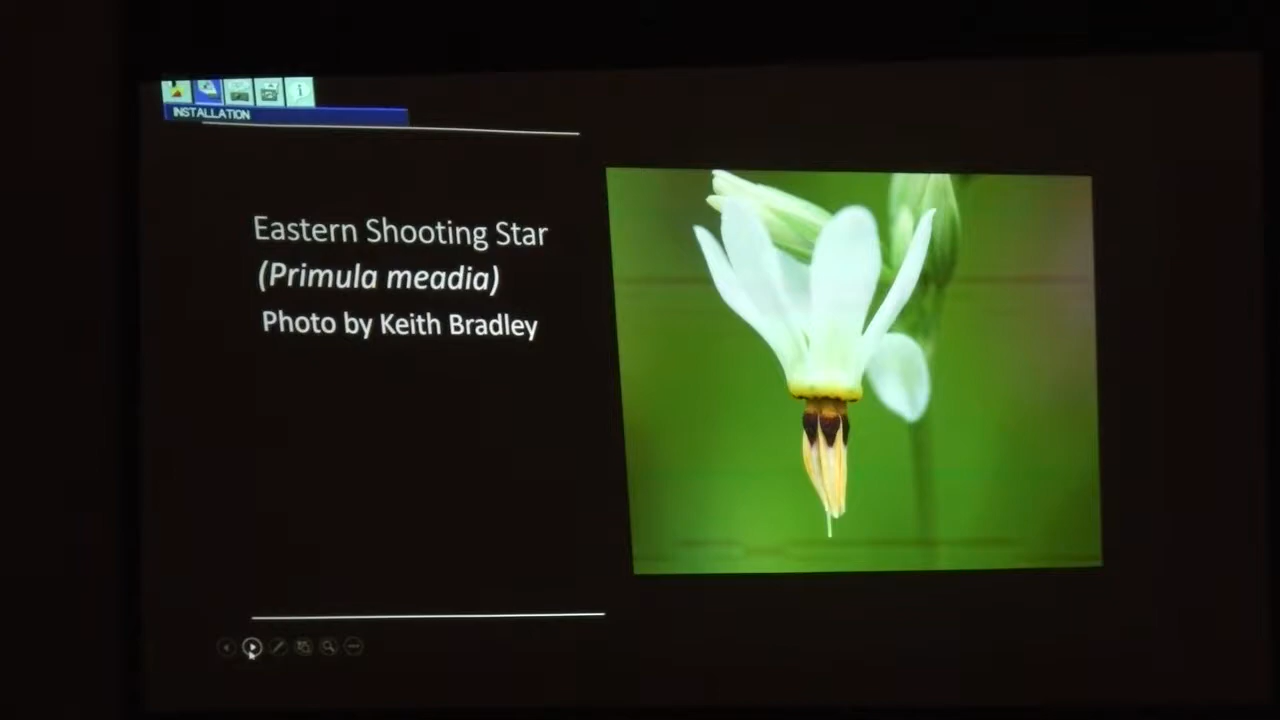 INSTALLATION
Eastern Shooting Star
(Primula meadia)
Photo by Keith Bradley